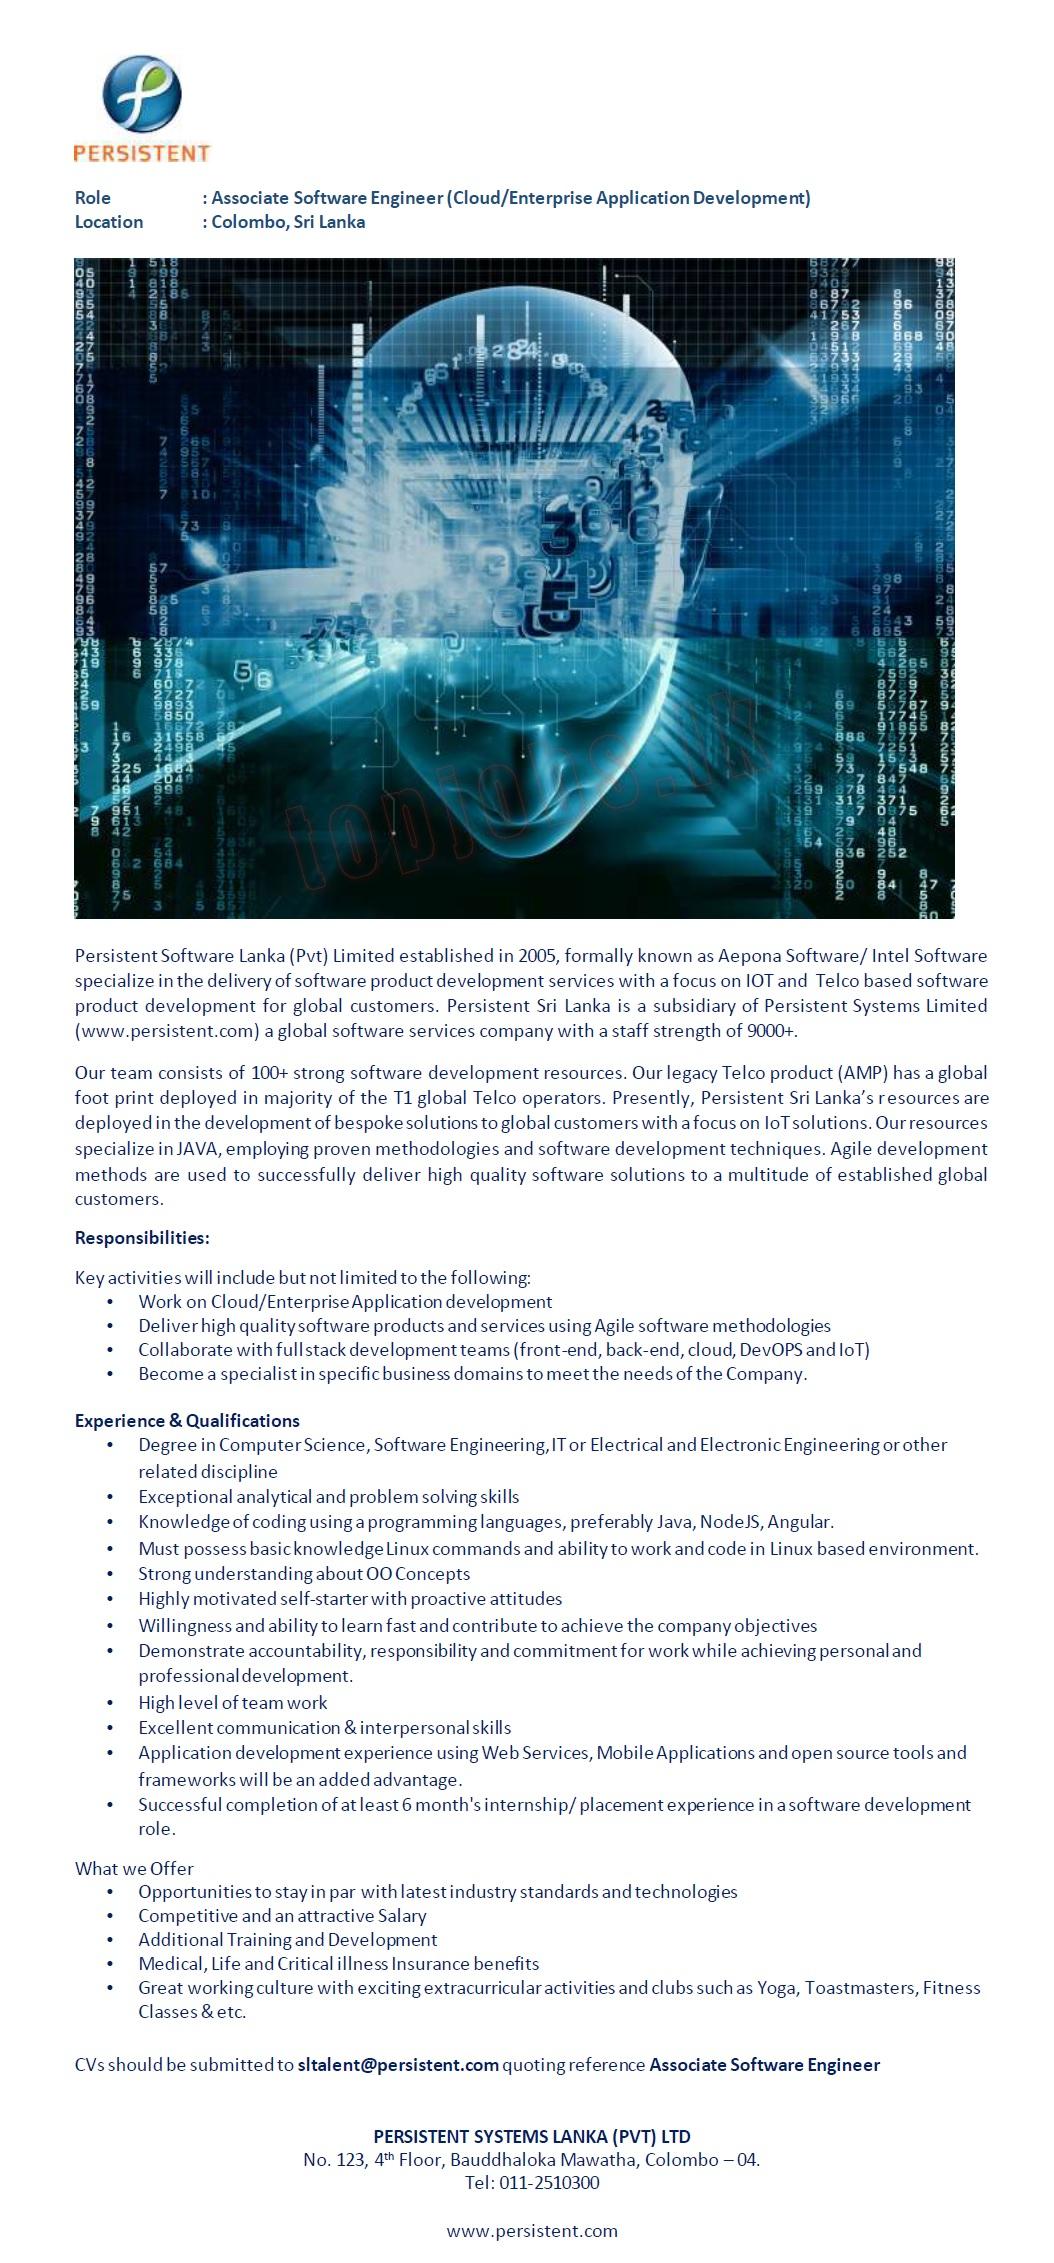 PERSISTENT
Role : Associate Software Engineer (Cloud/Enterprise Application Development)
Location : Colombo, Sri Lanka
topjobs.lk
Persistent Software Lanka (Pvt) Limited established in 2005, formally known as Aepona Software/ Intel Software
specialize in the delivery of software product development services with a focus on IOT and Telco based software
product development for global customers. Persistent Sri Lanka is a subsidiary of Persistent Systems Limited
(www.persistent.com) a global software services company with a staff strength of 9000+.
Our team consists of 100+ strong software development resources. Our legacy Telco product (AMP) has a global
foot print deployed in majority of the T1 global Telco operators. Presently, Persistent Sri Lanka's resources are
deployed in the development of bespoke solutions to global customers with a focus on IoT solutions. Our resources
specialize in JAVA, employing proven methodologies and software development techniques. Agile development
methods are used to successfully deliver high quality software solutions to a multitude of established global
customers.
Responsibilities:
Key activities will include but not limited to the following:
• Work on Cloud/Enterprise Application development
• Deliver high quality software products and services using Agile software methodologies
• Collaborate with full stack development teams (front-end, back-end, cloud, DevOPS and IoT)
• Become a specialist in specific business domains to meet the needs of the Company.
Experience & Qualifications
• Degree in Computer Science, Software Engineering, IT or Electrical and Electronic Engineering or other
related discipline
• Exceptional analytical and problem solving skills
• Knowledge of coding using a programming languages, preferably Java, NodeJS, Angular.
• Must possess basic knowledge Linux commands and ability to work and code in Linux based environment.
• Strong understanding about OO Concepts
• Highly motivated self-starter with proactive attitudes
• Willingness and ability to learn fast and contribute to achieve the company objectives
• Demonstrate accountability, responsibility and commitment for work while achieving personal and
professional development.
• High level of team work
• Excellent communication & interpersonal skills
• Application development experience using Web Services, Mobile Applications and open source tools and
frameworks will be an added advantage.
• Successful completion of at least 6 month's internship/ placement experience in a software development
role.
What we Offer
• Opportunities to stay in par with latest industry standards and technologies
• Competitive and an attractive Salary
• Additional Training and Development
• Medical, Life and Critical illness Insurance benefits
• Great working culture with exciting extracurricular activities and clubs such as Yoga, Toastmasters, Fitness
Classes & etc.
CVs should be submitted to sltalent@persistent.com quoting reference Associate Software Engineer
PERSISTENT SYSTEMS LANKA (PVT) LTD
No. 123, 4th Floor, Bauddhaloka Mawatha, Colombo – 04.
Tel: 011-2510300
www.persistent.com